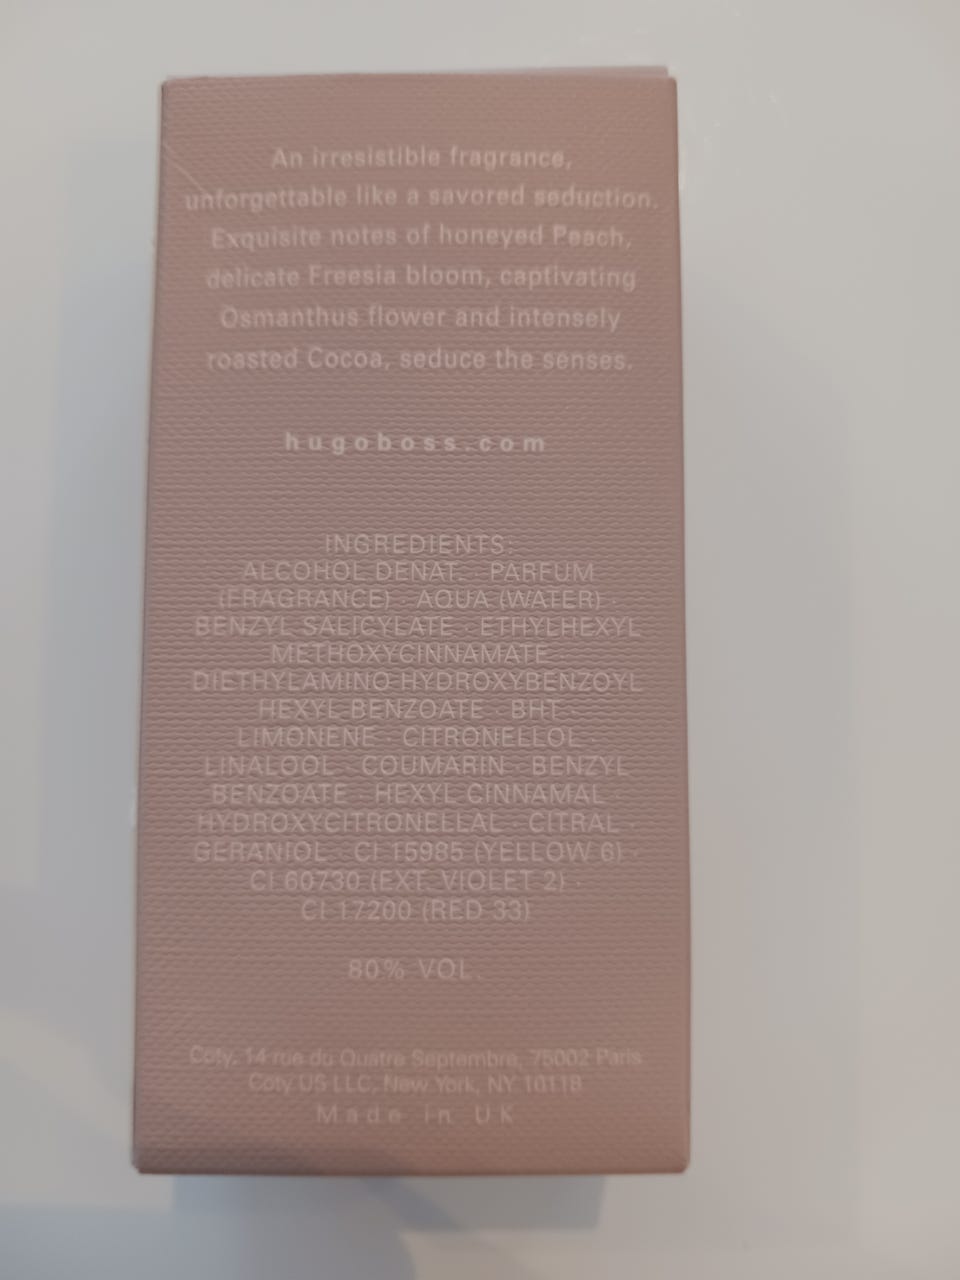 An irresistible fragrance,
unforgettable like a savored seduction.
Exquisite notes of honeyed Peach,
delicate Freesia bloom, captivating
Osmanthus flower and intensely
roasted Cocoa, seduce the senses.
hugoboss.com
INGREDIENTS:
ALCOHOL DENAT. · PARFUM
(FRAGRANCE) · AQUA (WATER) ·
BENZYL SALICYLATE · ETHYLHEXYL
METHOXYCINNAMATE ·
DIETHYLAMINO HYDROXYBENZOYL
HEXYL BENZOATE · BHT ·
LIMONENE · CITRONELLOL ·
LINALOOL · COUMARIN · BENZYL
BENZOATE · HEXYL CINNAMAL ·
HYDROXYCITRONELLAL · CITRAL ·
GERANIOL · CI 15985 (YELLOW 6) ·
CI 60730 (EXT. VIOLET 2) ·
CI 17200 (RED 33)
80% VOL.
Coty, 14 rue du Quatre Septembre, 75002 Paris
Coty US LLC, New York, NY 10118
Made in UK